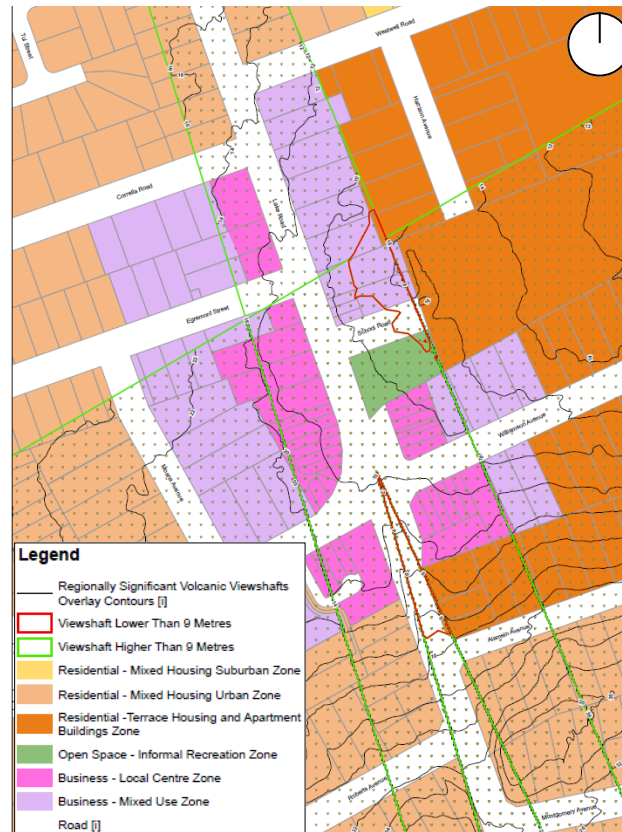 Tui Street
Westwell Road
Harrison Avenue
Coronella Road
Lake Road
Egremont Street
School Road
Williamson Avenue
Moana Avenue
Alamein Avenue
Roberts Avenue
Montgomery Avenue
Legend
Regionally Significant Volcanic Viewshafts
Overlay Contours [i]
Viewshaft Lower Than 9 Metres
Viewshaft Higher Than 9 Metres
Residential - Mixed Housing Suburban Zone
Residential - Mixed Housing Urban Zone
Residential -Terrace Housing and Apartment
Buildings Zone
Open Space - Informal Recreation Zone
Business - Local Centre Zone
Business - Mixed Use Zone
Road [i]